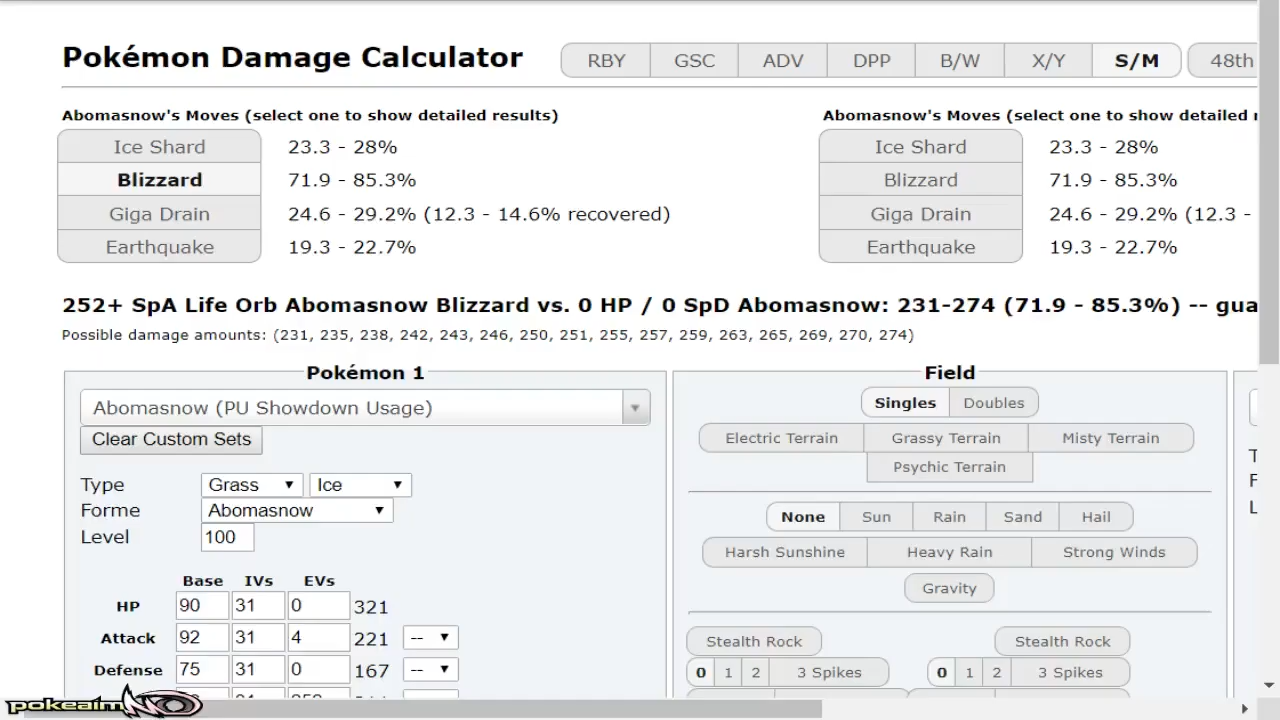 Pokémon Damage Calculator RBY GSC ADV DPP B/W X/Y S/M 48th
Abomasnow's Moves (select one to show detailed results) Abomasnow's Moves (select one to show detailed
Ice Shard 23.3 - 28% Ice Shard 23.3 - 28%
Blizzard 71.9 - 85.3% Blizzard 71.9 - 85.3%
Giga Drain 24.6 - 29.2% (12.3 - 14.6% recovered) Giga Drain 24.6 - 29.2% (12.3 -
Earthquake 19.3 - 22.7% Earthquake 19.3 - 22.7%
252+ SpA Life Orb Abomasnow Blizzard vs. 0 HP / 0 SpD Abomasnow: 231-274 (71.9 - 85.3%) -- gua
Possible damage amounts: (231, 235, 238, 242, 243, 246, 250, 251, 255, 257, 259, 263, 265, 269, 270, 274)
Pokémon 1 Field
Abomasnow (PU Showdown Usage) Singles Doubles
Clear Custom Sets Electric Terrain Grassy Terrain Misty Terrain
Psychic Terrain
Type Grass Ice
Forme Abomasnow None Sun Rain Sand Hail
Level 100
Harsh Sunshine Heavy Rain Strong Winds
Base IVs EVs Gravity
HP 90 31 0 321
Attack 92 31 4 221 -- Stealth Rock Stealth Rock
Defense 75 31 0 167 -- 0 1 2 3 Spikes 0 1 2 3 Spikes
pokeaimMD